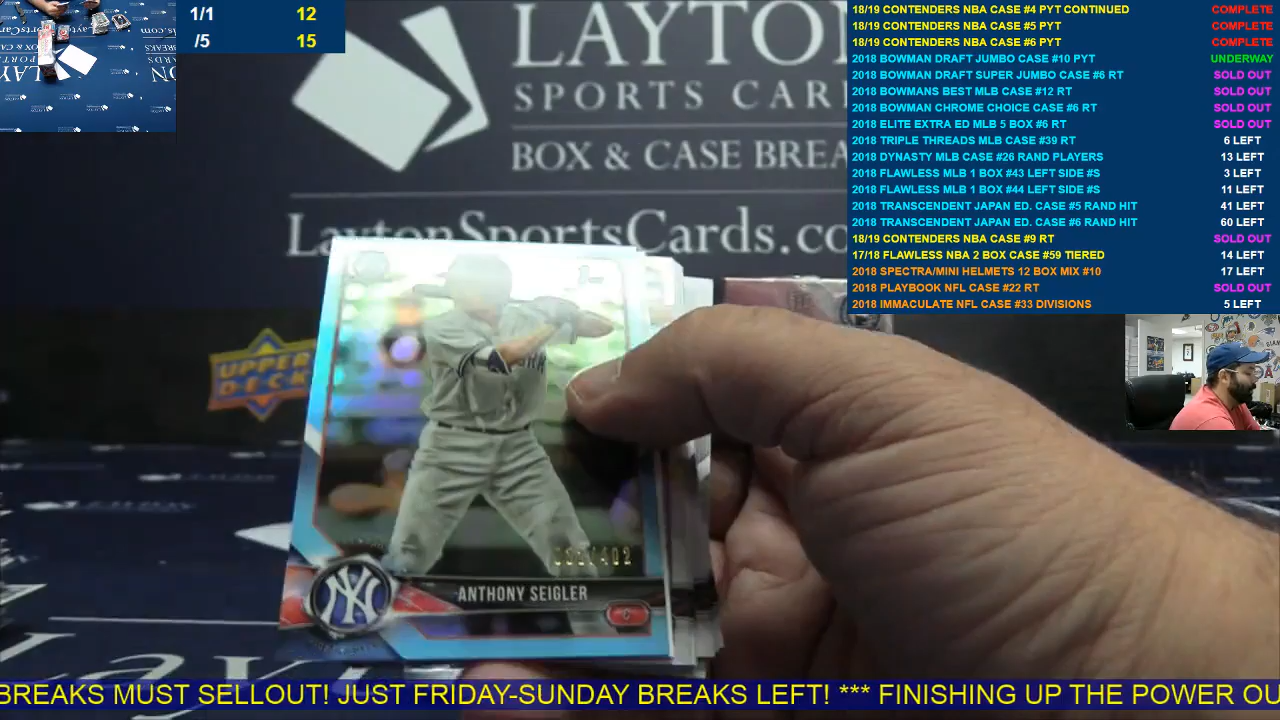 1/1 12
/5 15
18/19 CONTENDERS NBA CASE #4 PYT CONTINUED COMPLETE
18/19 CONTENDERS NBA CASE #5 PYT COMPLETE
18/19 CONTENDERS NBA CASE #6 PYT COMPLETE
2018 BOWMAN DRAFT JUMBO CASE #10 PYT UNDERWAY
2018 BOWMAN DRAFT SUPER JUMBO CASE #6 RT SOLD OUT
2018 BOWMANS BEST MLB CASE #12 RT SOLD OUT
2018 BOWMAN CHROME CHOICE CASE #6 RT SOLD OUT
2018 ELITE EXTRA ED MLB 5 BOX #6 RT SOLD OUT
2018 TRIPLE THREADS MLB CASE #39 RT 6 LEFT
2018 DYNASTY MLB CASE #26 RAND PLAYERS 13 LEFT
2018 FLAWLESS MLB 1 BOX #43 LEFT SIDE #S 3 LEFT
2018 FLAWLESS MLB 1 BOX #44 LEFT SIDE #S 11 LEFT
2018 TRANSCENDENT JAPAN ED. CASE #5 RAND HIT 41 LEFT
2018 TRANSCENDENT JAPAN ED. CASE #6 RAND HIT 60 LEFT
18/19 CONTENDERS NBA CASE #9 RT SOLD OUT
17/18 FLAWLESS NBA 2 BOX CASE #59 TIERED 14 LEFT
2018 SPECTRA/MINI HELMETS 12 BOX MIX #10 17 LEFT
2018 PLAYBOOK NFL CASE #22 RT SOLD OUT
2018 IMMACULATE NFL CASE #33 DIVISIONS 5 LEFT
LAYTO
SPORTS CAR
BOX & CASE BREA
LaytonSportsCards.co
UPPER
DECK
NY
ANTHONY SEIGLER
C
BREAKS MUST SELLOUT! JUST FRIDAY-SUNDAY BREAKS LEFT! *** FINISHING UP THE POWER OU